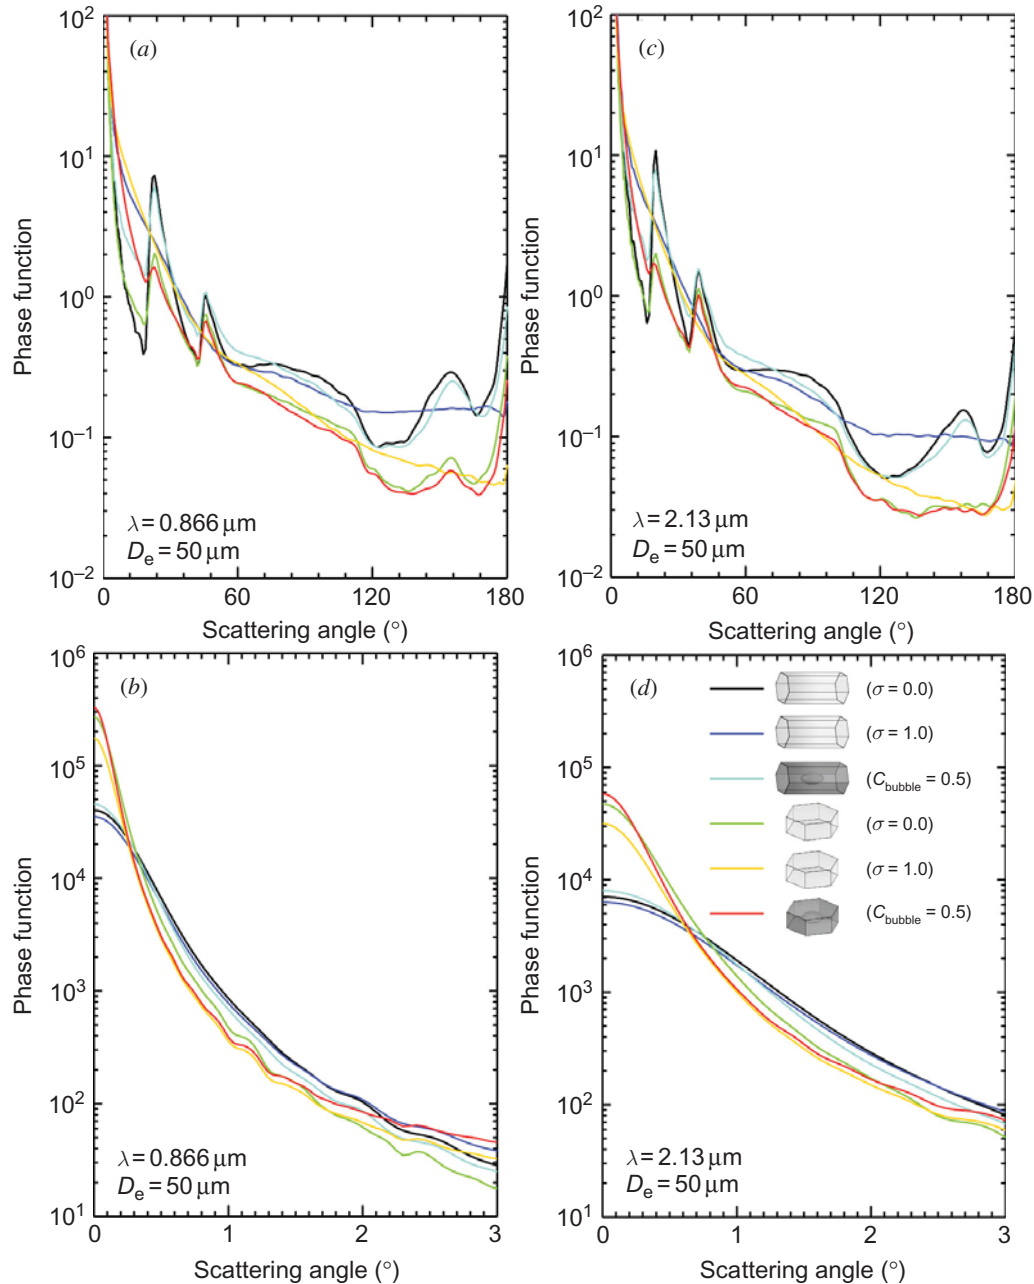 (a)
Phase function
10²
10¹
10⁰
10⁻¹
10⁻²
λ = 0.866 μm
Dₑ = 50 μm
0 60 120 180
Scattering angle (°)
(c)
Phase function
10²
10¹
10⁰
10⁻¹
10⁻²
λ = 2.13 μm
Dₑ = 50 μm
0 60 120 180
Scattering angle (°)
(b)
Phase function
10⁶
10⁵
10⁴
10³
10²
10¹
λ = 0.866 μm
Dₑ = 50 μm
0 1 2 3
Scattering angle (°)
(d)
Phase function
10⁶
10⁵
10⁴
10³
10²
10¹
(σ = 0.0)
(σ = 1.0)
(C_bubble = 0.5)
(σ = 0.0)
(σ = 1.0)
(C_bubble = 0.5)
λ = 2.13 μm
Dₑ = 50 μm
0 1 2 3
Scattering angle (°)